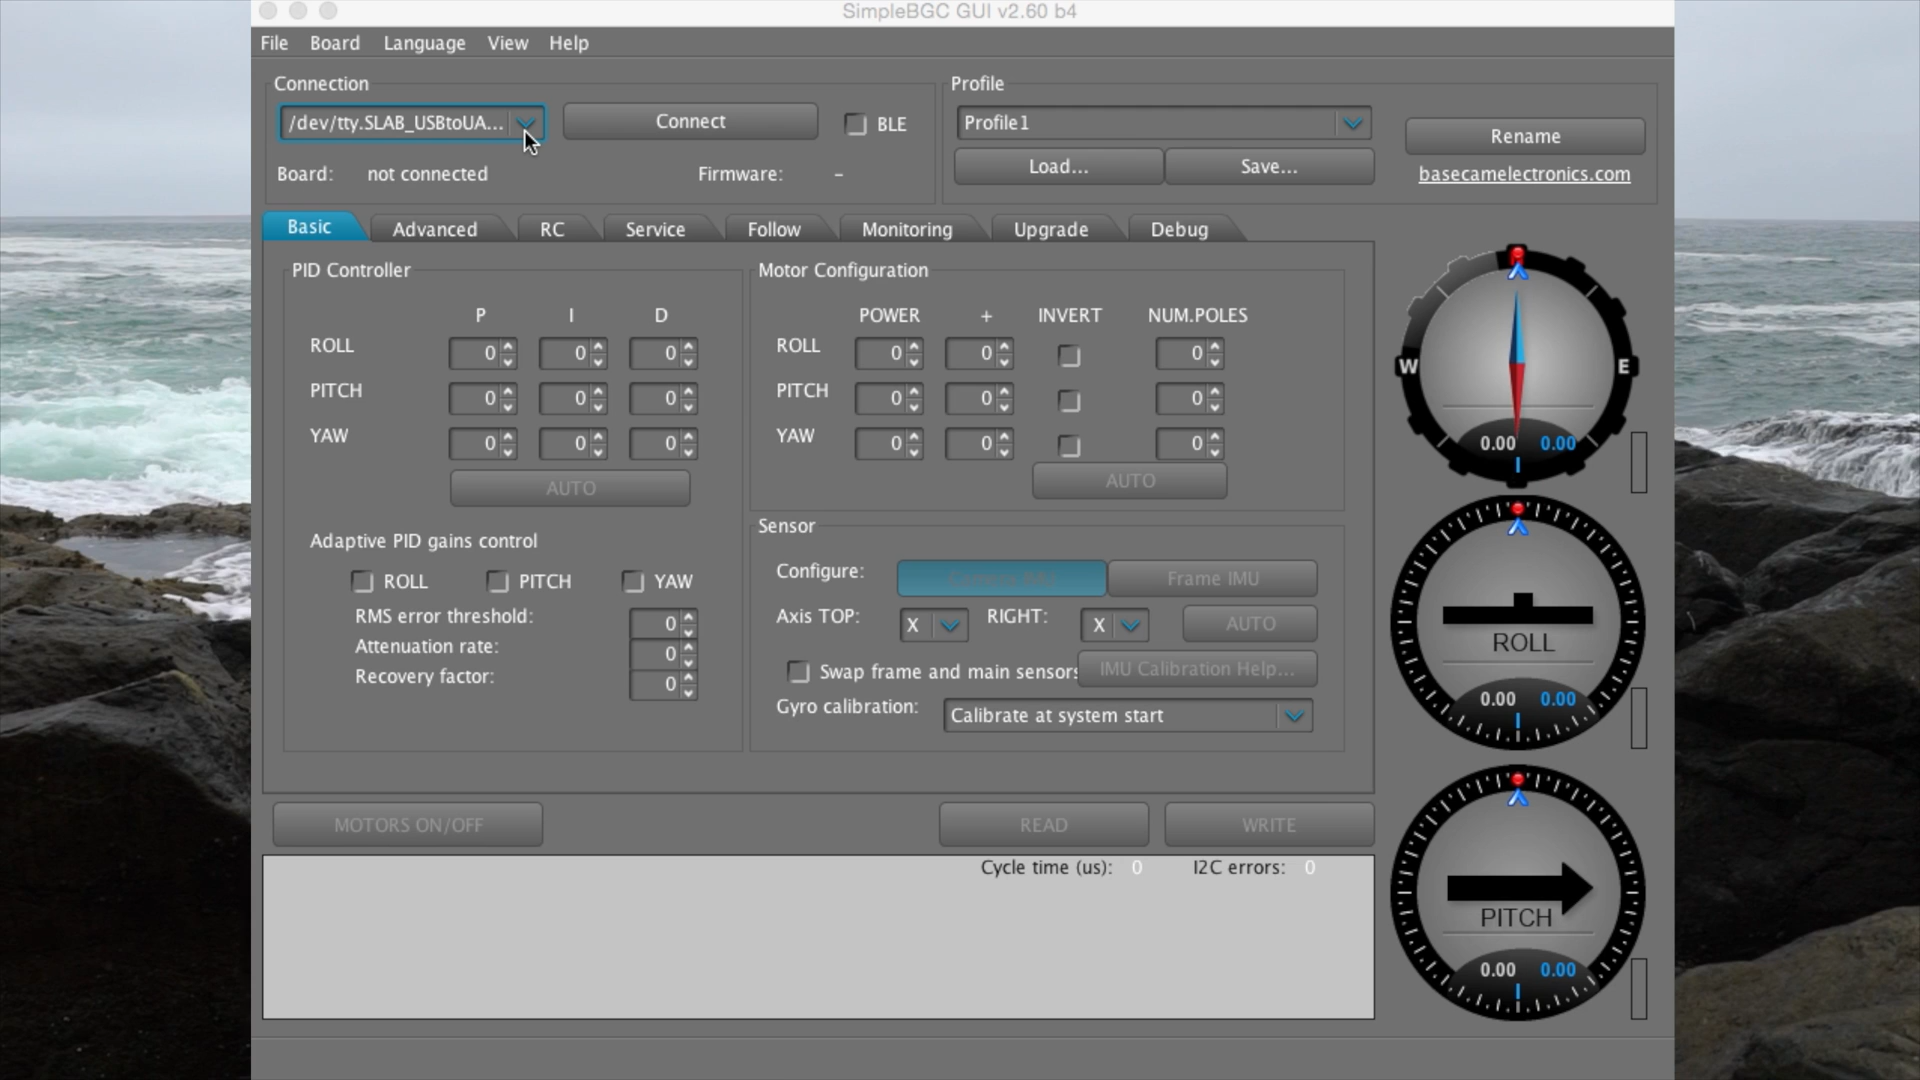 SimpleBGC GUI v2.60 b4
File Board Language View Help
Connection
/dev/tty.SLAB_USBtoUA... Connect BLE
Board: not connected Firmware: –
Profile
Profile1
Load... Save...
Rename
basecamelectronics.com
Basic Advanced RC Service Follow Monitoring Upgrade Debug
PID Controller
P I D
ROLL 0 0 0
PITCH 0 0 0
YAW 0 0 0
AUTO
Adaptive PID gains control
ROLL PITCH YAW
RMS error threshold: 0
Attenuation rate: 0
Recovery factor: 0
Motor Configuration
POWER + INVERT NUM.POLES
ROLL 0 0 0
PITCH 0 0 0
YAW 0 0 0
AUTO
Sensor
Configure: Camera IMU Frame IMU
Axis TOP: X RIGHT: X AUTO
Swap frame and main sensors IMU Calibration Help...
Gyro calibration: Calibrate at system start
MOTORS ON/OFF READ WRITE
Cycle time (us): 0 I2C errors: 0
W E
0.00 0.00
ROLL
0.00 0.00
PITCH
0.00 0.00